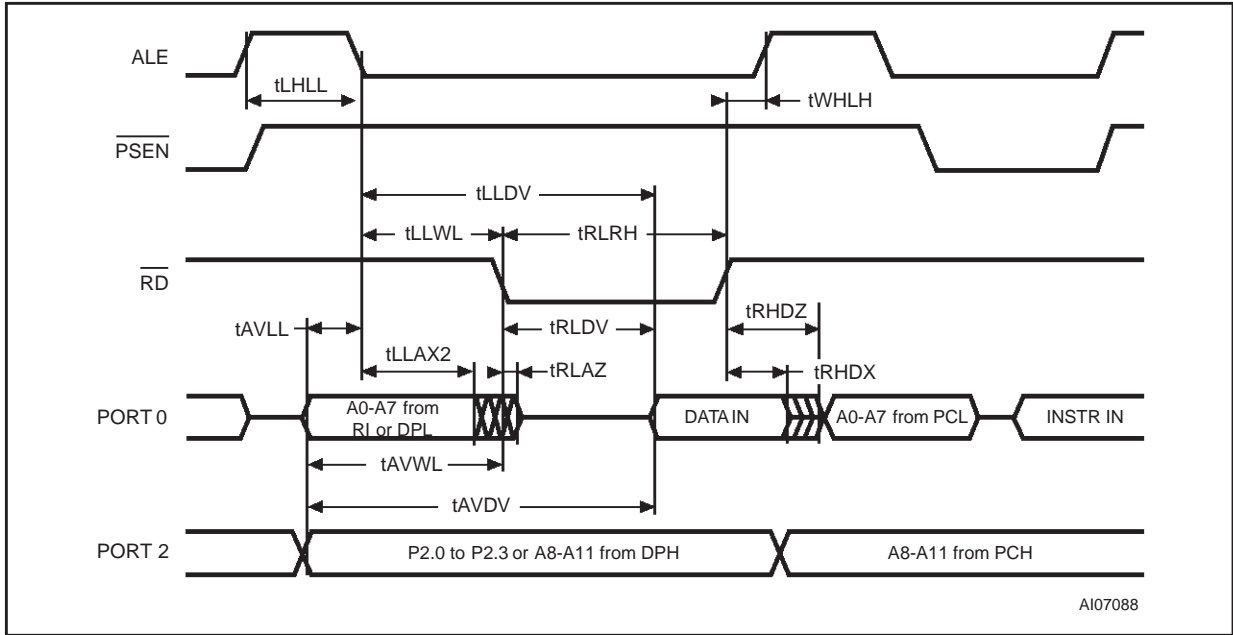 ALE
tLHLL
tWHLH
PSEN
tLLDV
tLLWL
tRLRH
RD
tAVLL
tRLDV
tRHDZ
tLLAX2
tRLAZ
tRHDX
PORT 0
A0-A7 from
RI or DPL
DATA IN
A0-A7 from PCL
INSTR IN
tAVWL
tAVDV
PORT 2
P2.0 to P2.3 or A8-A11 from DPH
A8-A11 from PCH
AI07088